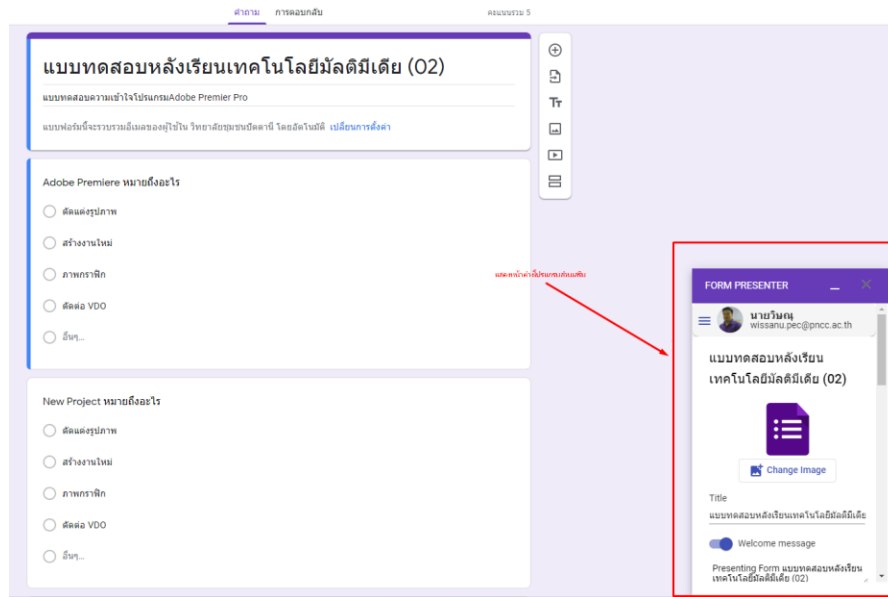 คำถาม การตอบกลับ คะแนนรวม 5
แบบทดสอบหลังเรียนเทคโนโลยีมัลติมีเดีย (02)
แบบทดสอบความเข้าใจโปรแกรมAdobe Premier Pro
แบบฟอร์มนี้จะรวบรวมอีเมลของผู้ใช้ใน วิทยาลัยชุมชนปัตตานี โดยอัตโนมัติ เปลี่ยนการตั้งค่า
Tт
Adobe Premiere หมายถึงอะไร
ตัดแต่งรูปภาพ
สร้างงานใหม่
ภาพกราฟิก
ตัดต่อ VDO
อื่นๆ...
New Project หมายถึงอะไร
ตัดแต่งรูปภาพ
สร้างงานใหม่
ภาพกราฟิก
ตัดต่อ VDO
อื่นๆ...
FORM PRESENTER
นายวิษณุ
wissanu.pec@pncc.ac.th
แบบทดสอบหลังเรียน
เทคโนโลยีมัลติมีเดีย (02)
Change Image
Title
แบบทดสอบหลังเรียนเทคโนโลยีมัลติมีเดีย
Welcome message
Presenting Form แบบทดสอบหลังเรียน
เทคโนโลยีมัลติมีเดีย (02)